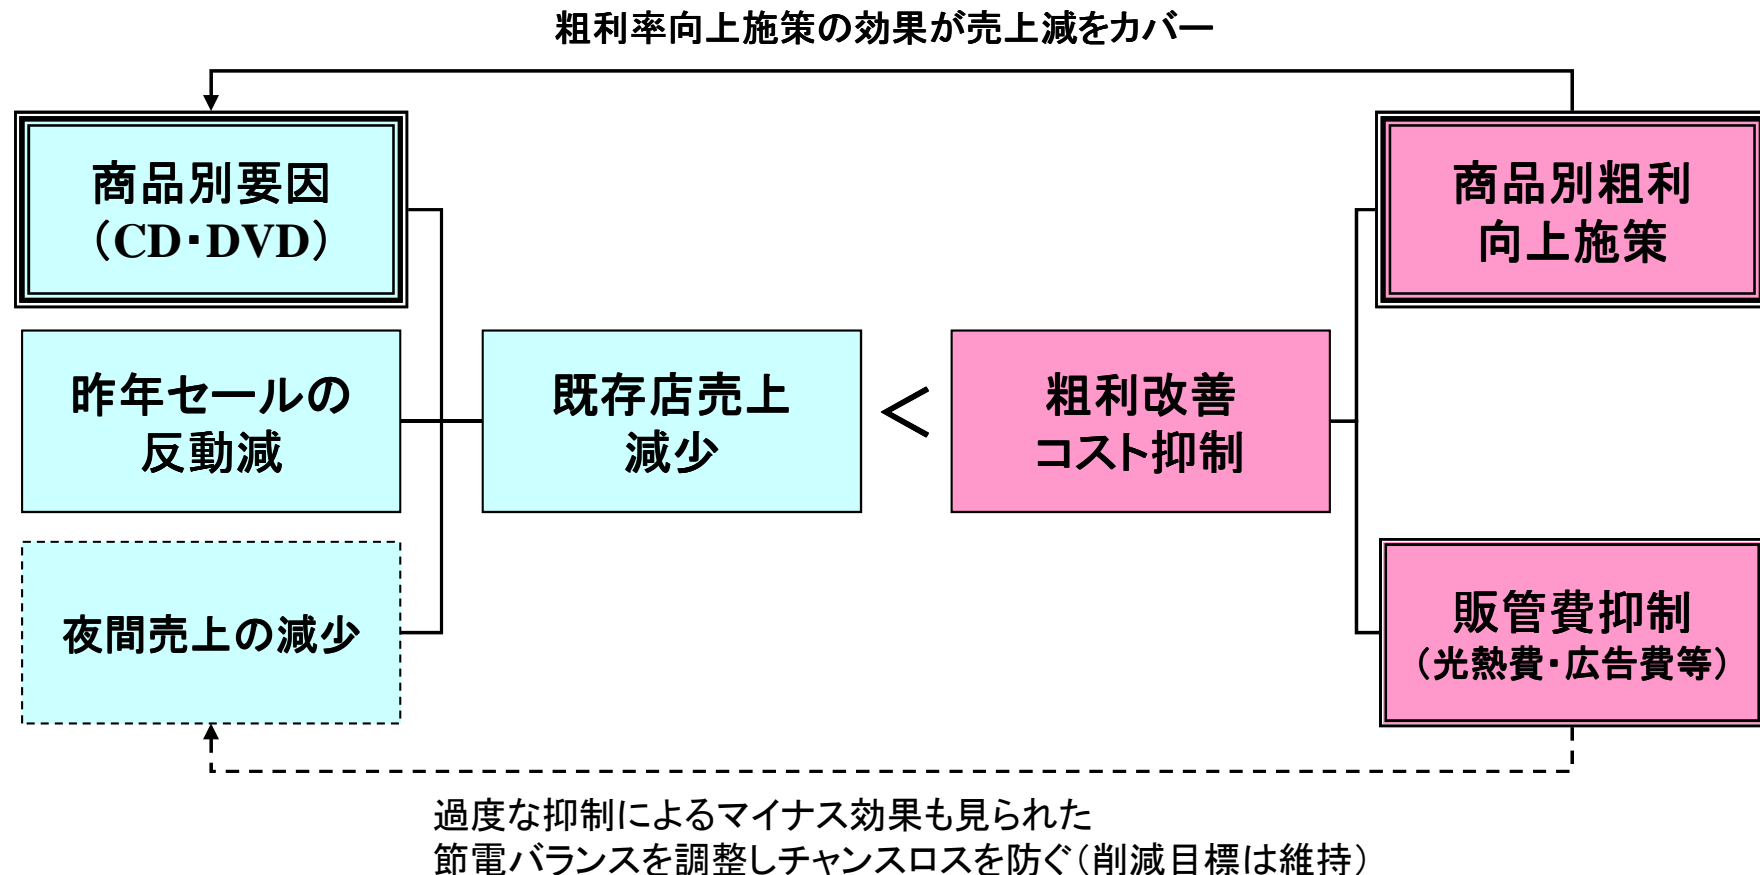 粗利率向上施策の効果が売上減をカバー
商品別要因
（CD・DVD）
商品別粗利
向上施策
昨年セールの
反動減
既存店売上
減少
＜
粗利改善
コスト抑制
夜間売上の減少
販管費抑制
（光熱費・広告費等）
過度な抑制によるマイナス効果も見られた
節電バランスを調整しチャンスロスを防ぐ（削減目標は維持）